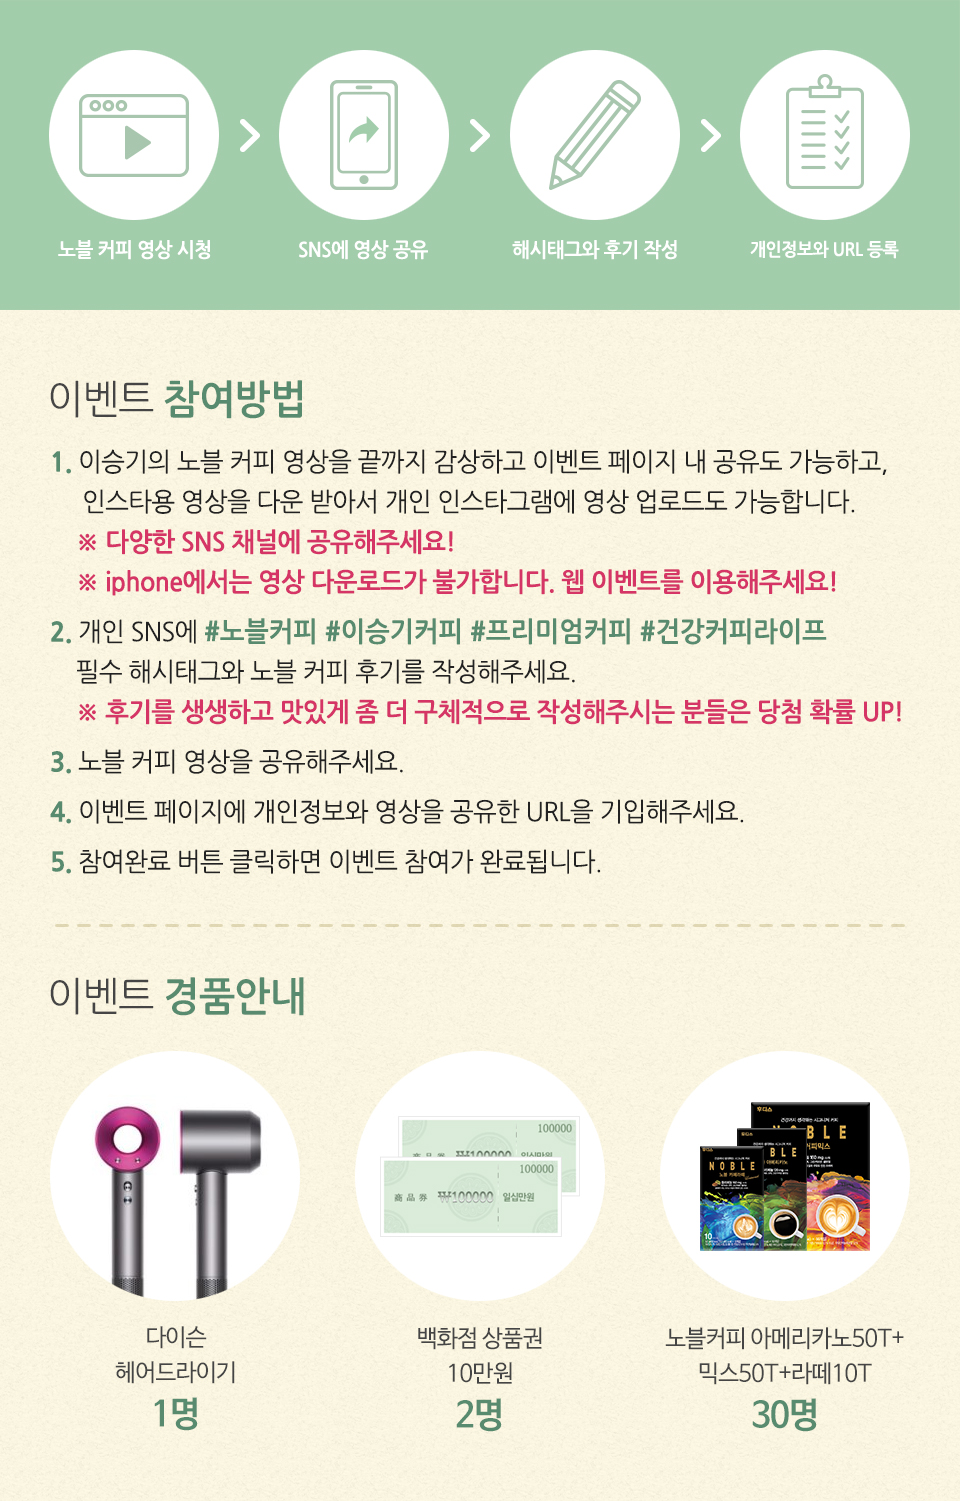 노블 커피 영상 시청
SNS에 영상 공유
해시태그와 후기 작성
개인정보와 URL 등록
이벤트 참여방법
1. 이승기의 노블 커피 영상을 끝까지 감상하고 이벤트 페이지 내 공유도 가능하고,
인스타용 영상을 다운 받아서 개인 인스타그램에 영상 업로드도 가능합니다.
※ 다양한 SNS 채널에 공유해주세요!
※ iphone에서는 영상 다운로드가 불가합니다. 웹 이벤트를 이용해주세요!
2. 개인 SNS에 #노블커피 #이승기커피 #프리미엄커피 #건강커피라이프
필수 해시태그와 노블 커피 후기를 작성해주세요.
※ 후기를 생생하고 맛있게 좀 더 구체적으로 작성해주시는 분들은 당첨 확률 UP!
3. 노블 커피 영상을 공유해주세요.
4. 이벤트 페이지에 개인정보와 영상을 공유한 URL을 기입해주세요.
5. 참여완료 버튼 클릭하면 이벤트 참여가 완료됩니다.
이벤트 경품안내
100000
100000
商品券 ₩100000 일십만원
후디스
NOBLE
다이슨
헤어드라이기
1명
백화점 상품권
10만원
2명
노블커피 아메리카노50T+
믹스50T+라떼10T
30명